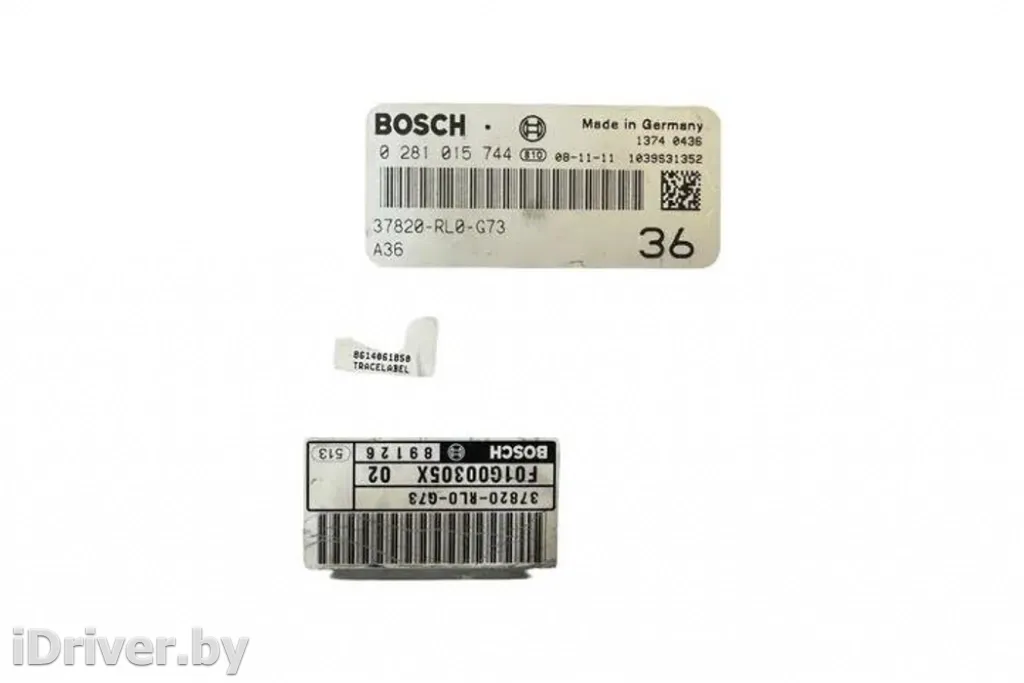 BOSCH
Made in Germany
1374 0436
0 281 015 744 810 08-11-11 1039S31352
37820-RL0-G73
A36
36
8614061850
TRACELABEL
BOSCH 89126 513
F01G00305X 02
37820-RL0-G73
iDriver.by